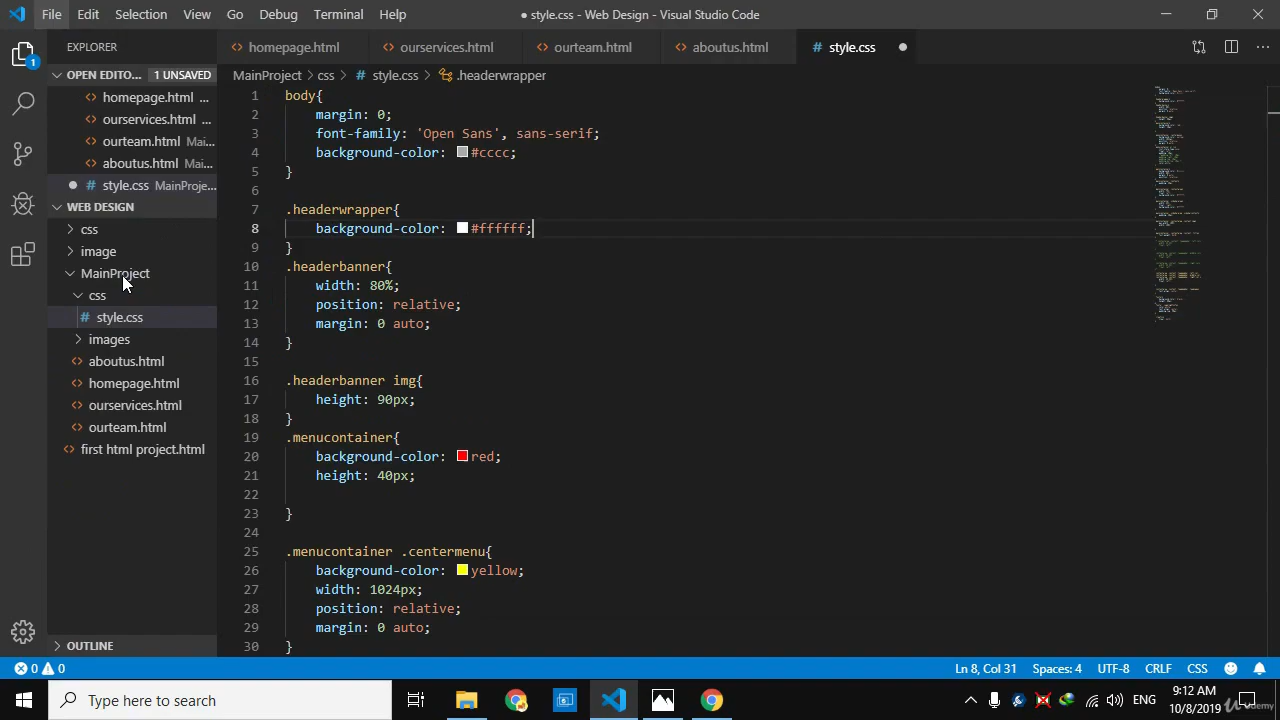 File Edit Selection View Go Debug Terminal Help
● style.css - Web Design - Visual Studio Code
EXPLORER
homepage.html ourservices.html ourteam.html aboutus.html # style.css
OPEN EDITO... 1 UNSAVED
homepage.html ...
ourservices.html ...
ourteam.html Mai...
aboutus.html Mai...
# style.css MainProje...
WEB DESIGN
css
image
MainProject
css
# style.css
images
aboutus.html
homepage.html
ourservices.html
ourteam.html
first html project.html
OUTLINE
MainProject > css > # style.css > .headerwrapper
1 body{
2 margin: 0;
3 font-family: 'Open Sans', sans-serif;
4 background-color: #cccc;
5 }
6
7 .headerwrapper{
8 background-color: #ffffff;
9 }
10 .headerbanner{
11 width: 80%;
12 position: relative;
13 margin: 0 auto;
14 }
15
16 .headerbanner img{
17 height: 90px;
18 }
19 .menucontainer{
20 background-color: red;
21 height: 40px;
22
23 }
24
25 .menucontainer .centermenu{
26 background-color: yellow;
27 width: 1024px;
28 position: relative;
29 margin: 0 auto;
30 }
1
0 0
Ln 8, Col 31 Spaces: 4 UTF-8 CRLF CSS
Type here to search
ENG
9:12 AM
10/8/2019
Udemy